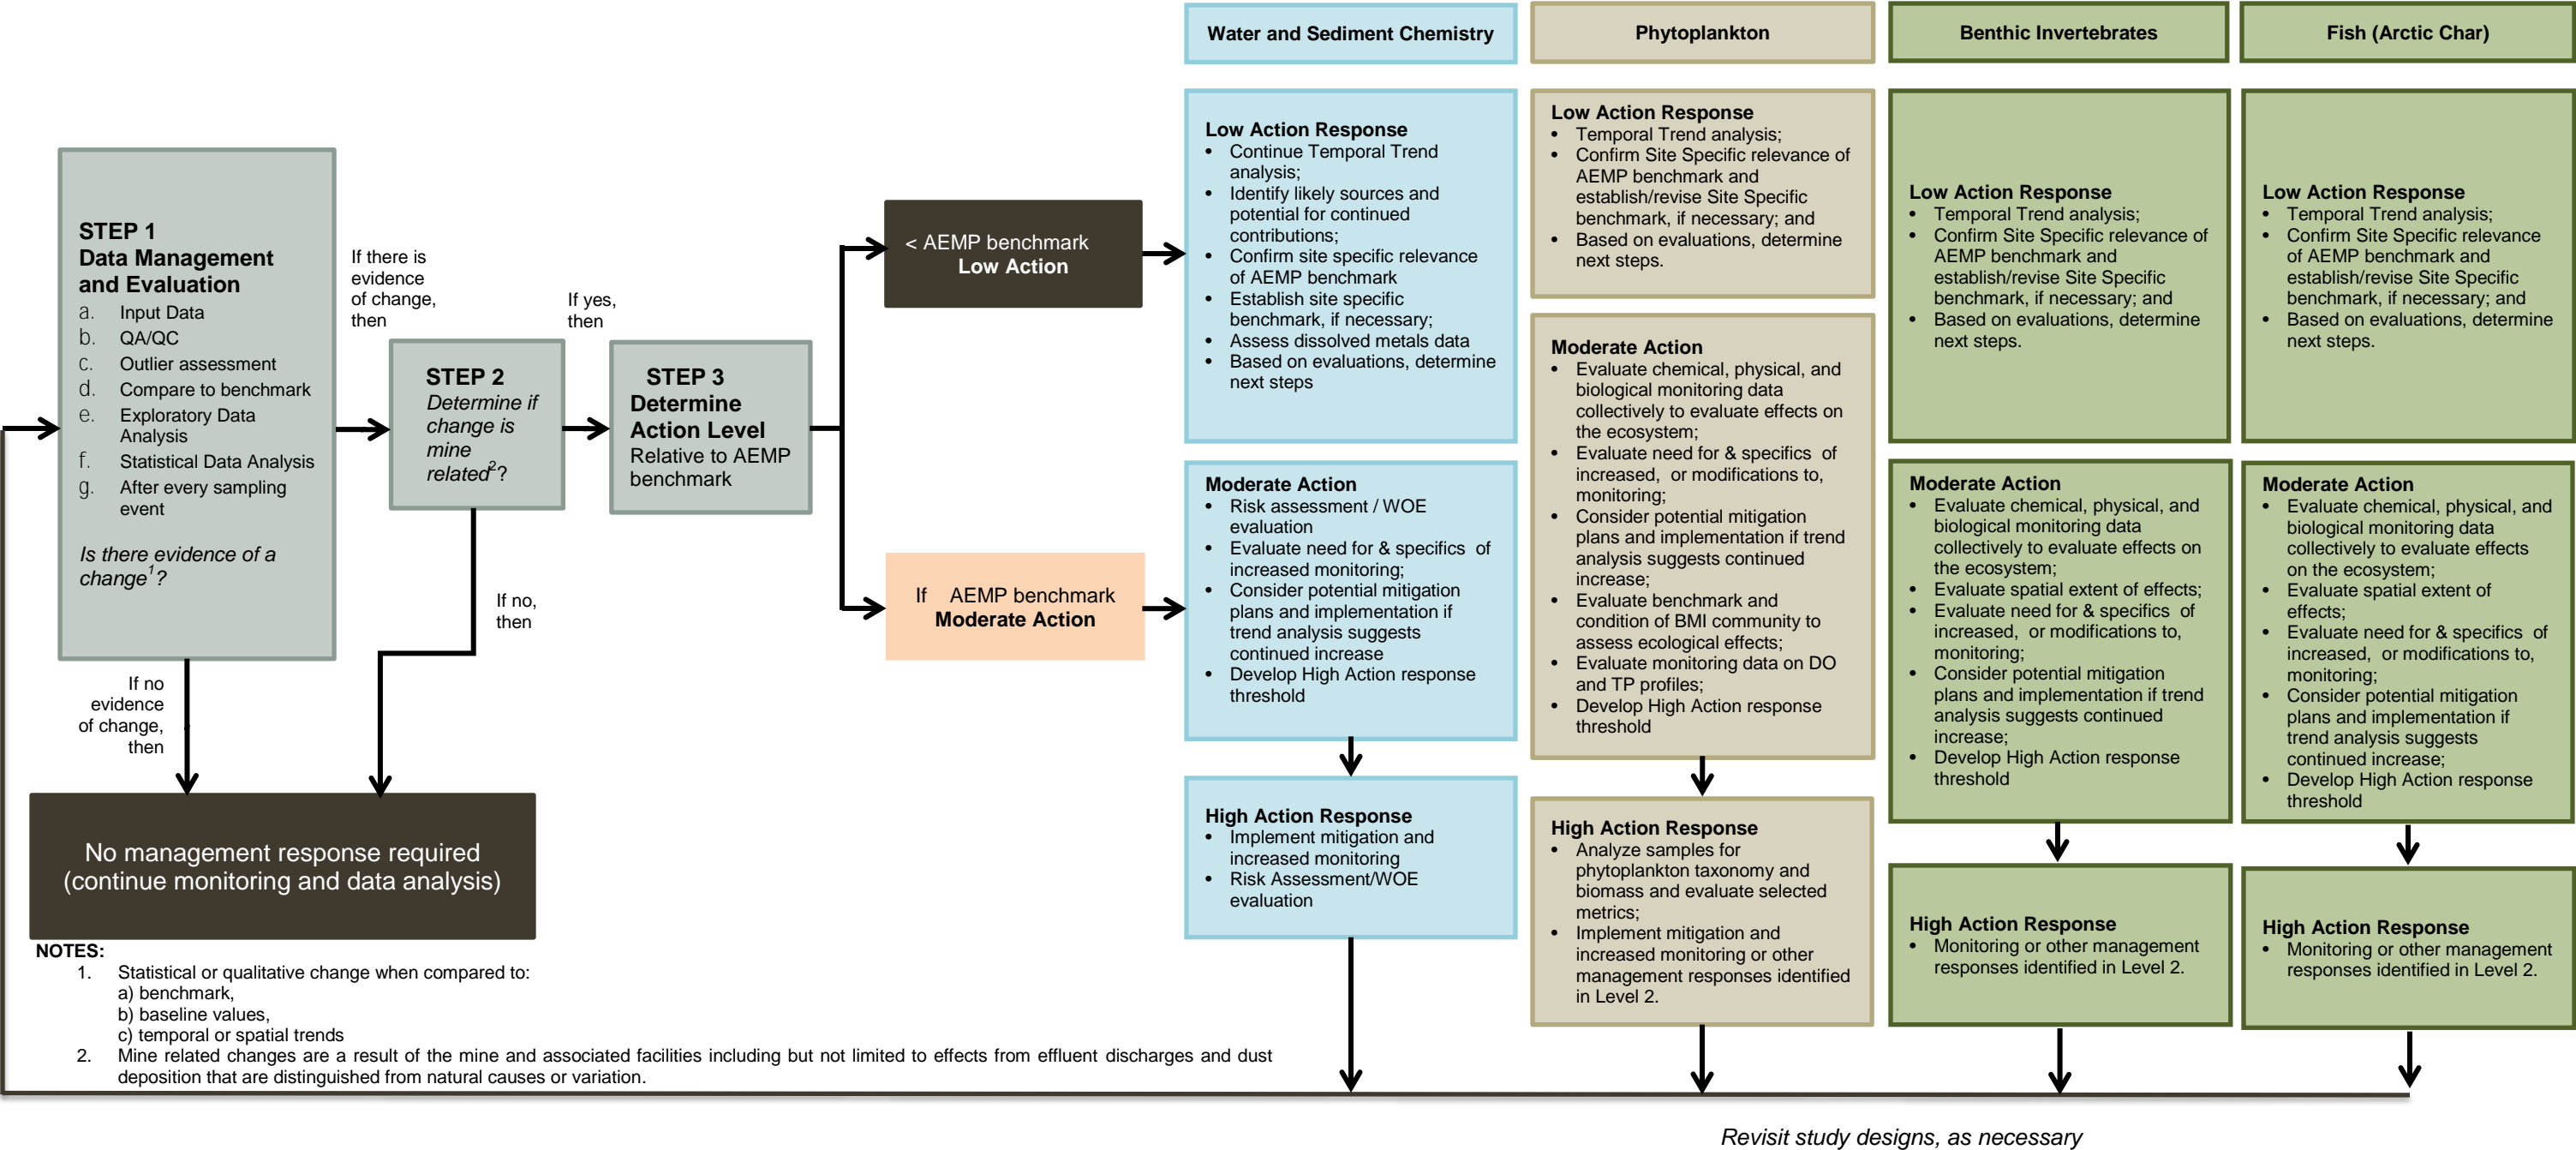 Water and Sediment Chemistry
Phytoplankton
Benthic Invertebrates
Fish (Arctic Char)
STEP 1
Data Management
and Evaluation
a. Input Data
b. QA/QC
c. Outlier assessment
d. Compare to benchmark
e. Exploratory Data
Analysis
f. Statistical Data Analysis
g. After every sampling
event
Is there evidence of a
change1?
If there is
evidence
of change,
then
STEP 2
Determine if
change is
mine
related2?
If yes,
then
STEP 3
Determine
Action Level
Relative to AEMP
benchmark
If no,
then
If no
evidence
of change,
then
No management response required
(continue monitoring and data analysis)
< AEMP benchmark
Low Action
If AEMP benchmark
Moderate Action
Low Action Response
• Continue Temporal Trend
analysis;
• Identify likely sources and
potential for continued
contributions;
• Confirm site specific relevance
of AEMP benchmark
• Establish site specific
benchmark, if necessary;
• Assess dissolved metals data
• Based on evaluations, determine
next steps
Moderate Action
• Risk assessment / WOE
evaluation
• Evaluate need for & specifics of
increased monitoring;
• Consider potential mitigation
plans and implementation if
trend analysis suggests
continued increase
• Develop High Action response
threshold
High Action Response
• Implement mitigation and
increased monitoring
• Risk Assessment/WOE
evaluation
Low Action Response
• Temporal Trend analysis;
• Confirm Site Specific relevance of
AEMP benchmark and
establish/revise Site Specific
benchmark, if necessary; and
• Based on evaluations, determine
next steps.
Moderate Action
• Evaluate chemical, physical, and
biological monitoring data
collectively to evaluate effects on
the ecosystem;
• Evaluate need for & specifics of
increased, or modifications to,
monitoring;
• Consider potential mitigation
plans and implementation if trend
analysis suggests continued
increase;
• Evaluate benchmark and
condition of BMI community to
assess ecological effects;
• Evaluate monitoring data on DO
and TP profiles;
• Develop High Action response
threshold
High Action Response
• Analyze samples for
phytoplankton taxonomy and
biomass and evaluate selected
metrics;
• Implement mitigation and
increased monitoring or other
management responses identified
in Level 2.
Low Action Response
• Temporal Trend analysis;
• Confirm Site Specific relevance of
AEMP benchmark and
establish/revise Site Specific
benchmark, if necessary; and
• Based on evaluations, determine
next steps.
Moderate Action
• Evaluate chemical, physical, and
biological monitoring data
collectively to evaluate effects on
the ecosystem;
• Evaluate spatial extent of effects;
• Evaluate need for & specifics of
increased, or modifications to,
monitoring;
• Consider potential mitigation
plans and implementation if trend
analysis suggests continued
increase;
• Develop High Action response
threshold
High Action Response
• Monitoring or other management
responses identified in Level 2.
Low Action Response
• Temporal Trend analysis;
• Confirm Site Specific relevance
of AEMP benchmark and
establish/revise Site Specific
benchmark, if necessary; and
• Based on evaluations, determine
next steps.
Moderate Action
• Evaluate chemical, physical, and
biological monitoring data
collectively to evaluate effects
on the ecosystem;
• Evaluate spatial extent of
effects;
• Evaluate need for & specifics of
increased, or modifications to,
monitoring;
• Consider potential mitigation
plans and implementation if
trend analysis suggests
continued increase;
• Develop High Action response
threshold
High Action Response
• Monitoring or other management
responses identified in Level 2.
NOTES:
1. Statistical or qualitative change when compared to:
a) benchmark,
b) baseline values,
c) temporal or spatial trends
2. Mine related changes are a result of the mine and associated facilities including but not limited to effects from effluent discharges and dust
deposition that are distinguished from natural causes or variation.
Revisit study designs, as necessary